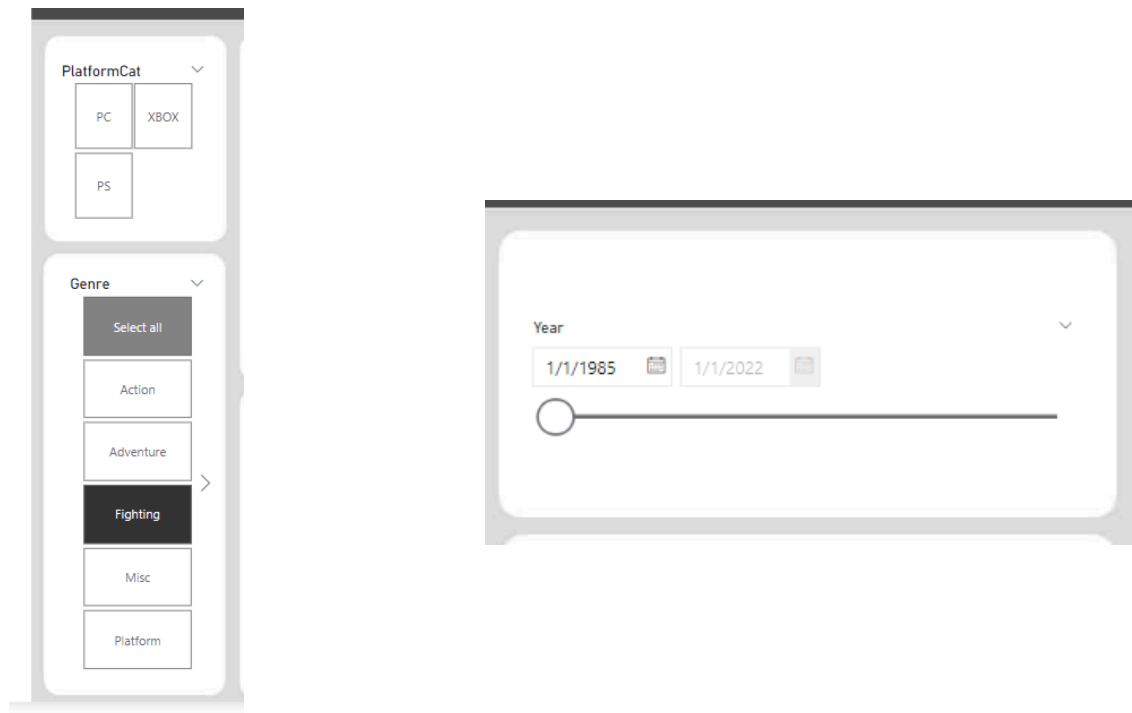 PlatformCat
PC XBOX
PS
Genre
Select all
Action
Adventure
Fighting
Misc
Platform
Year
1/1/1985 1/1/2022